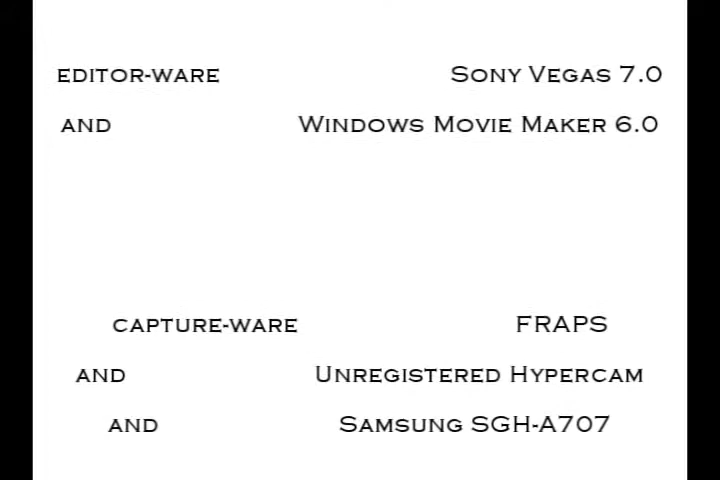 EDITOR-WARE SONY VEGAS 7.0
AND WINDOWS MOVIE MAKER 6.0
CAPTURE-WARE FRAPS
AND UNREGISTERED HYPERCAM
AND SAMSUNG SGH-A707